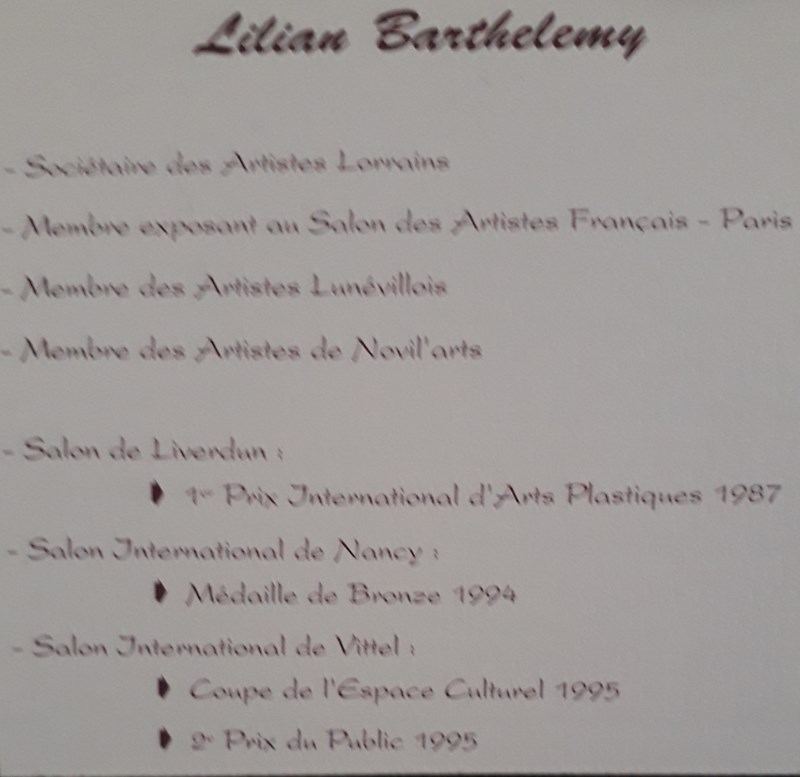 Lilian Barthelemy
- Sociétaire des Artistes Lorrains
- Membre exposant au Salon des Artistes Français - Paris
- Membre des Artistes Lunévillois
- Membre des Artistes de Novil'arts
- Salon de Liverdun :
1er Prix International d'Arts Plastiques 1987
- Salon International de Nancy :
Médaille de Bronze 1994
- Salon International de Vittel :
Coupe de l'Espace Culturel 1995
2e Prix du Public 1995